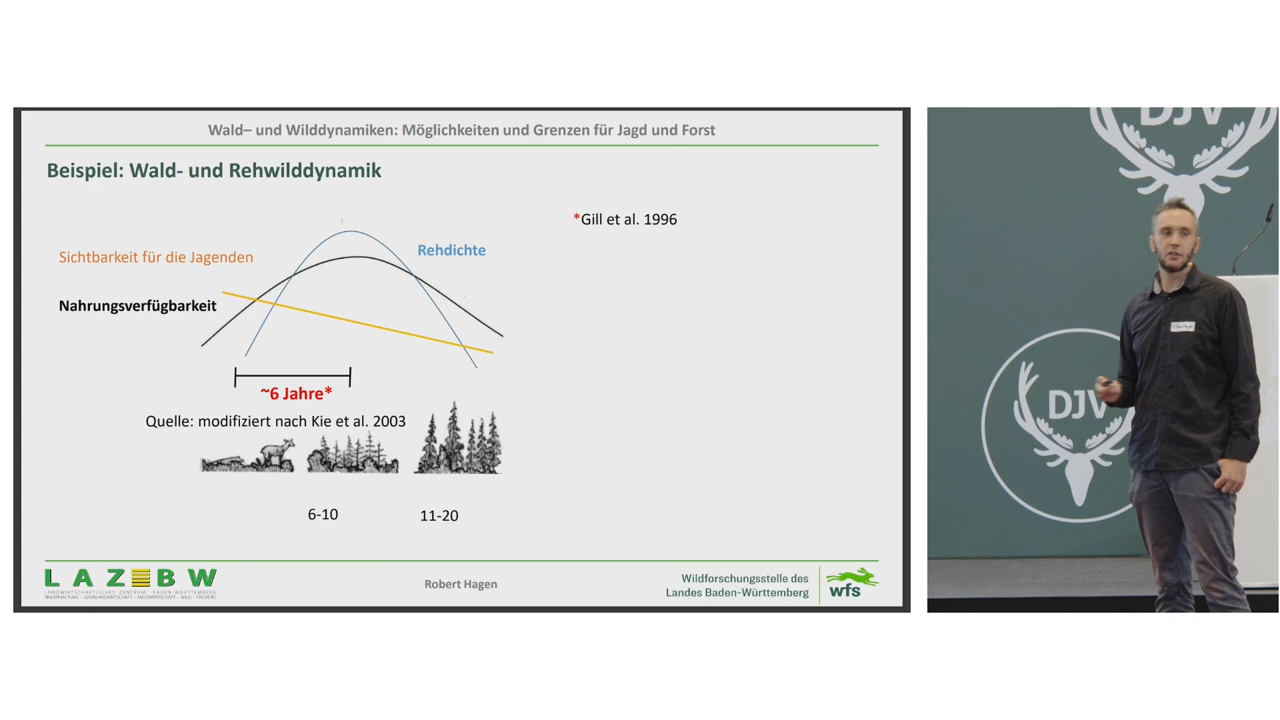 Wald– und Wilddynamiken: Möglichkeiten und Grenzen für Jagd und Forst
Beispiel: Wald- und Rehwilddynamik
*Gill et al. 1996
Rehdichte
Sichtbarkeit für die Jagenden
Nahrungsverfügbarkeit
~6 Jahre*
Quelle: modifiziert nach Kie et al. 2003
6-10
11-20
LAZBW
LANDWIRTSCHAFTLICHES ZENTRUM BADEN-WÜRTTEMBERG
RINDERHALTUNG - GRÜNLANDWIRTSCHAFT - MILCHWIRTSCHAFT - WILD - FISCHEREI
Robert Hagen
Wildforschungsstelle des
Landes Baden-Württemberg
wfs
DJV
DJV